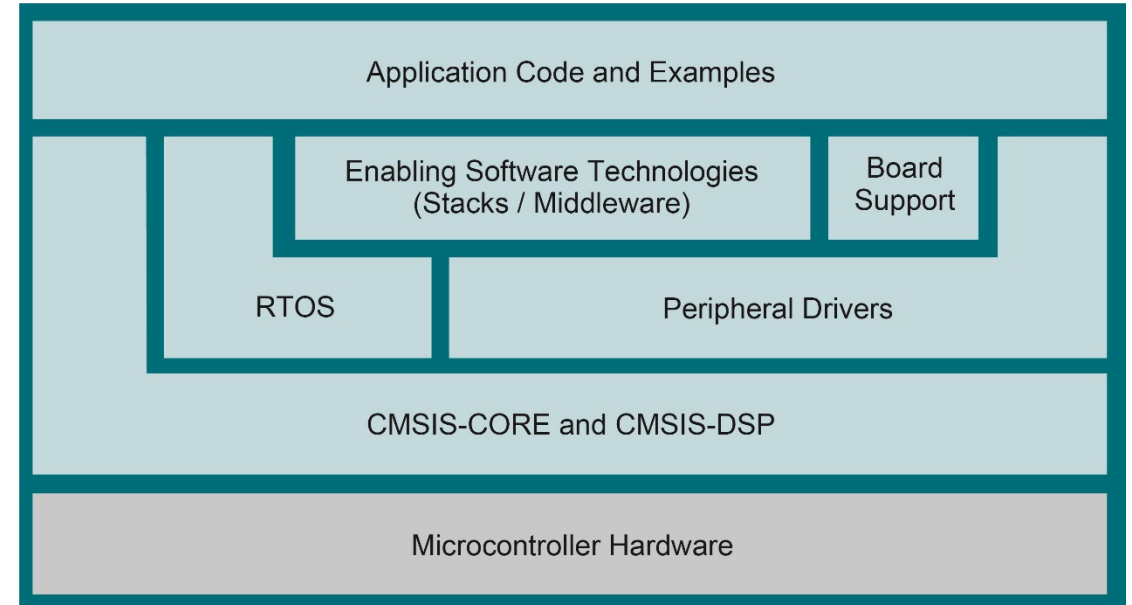 Application Code and Examples
Enabling Software Technologies
(Stacks / Middleware)
Board
Support
RTOS
Peripheral Drivers
CMSIS-CORE and CMSIS-DSP
Microcontroller Hardware